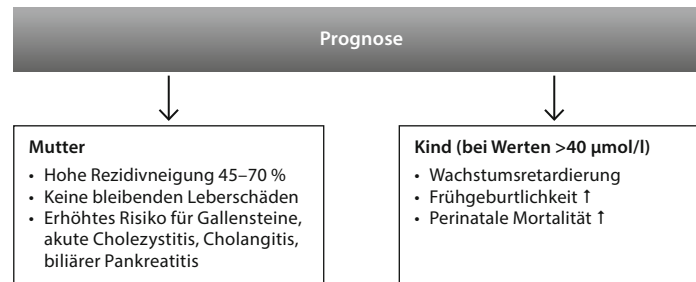 Prognose
Mutter
• Hohe Rezidivneigung 45–70 %
• Keine bleibenden Leberschäden
• Erhöhtes Risiko für Gallensteine,
akute Cholezystitis, Cholangitis,
biliärer Pankreatitis
Kind (bei Werten >40 µmol/l)
• Wachstumsretardierung
• Frühgeburtlichkeit ↑
• Perinatale Mortalität ↑